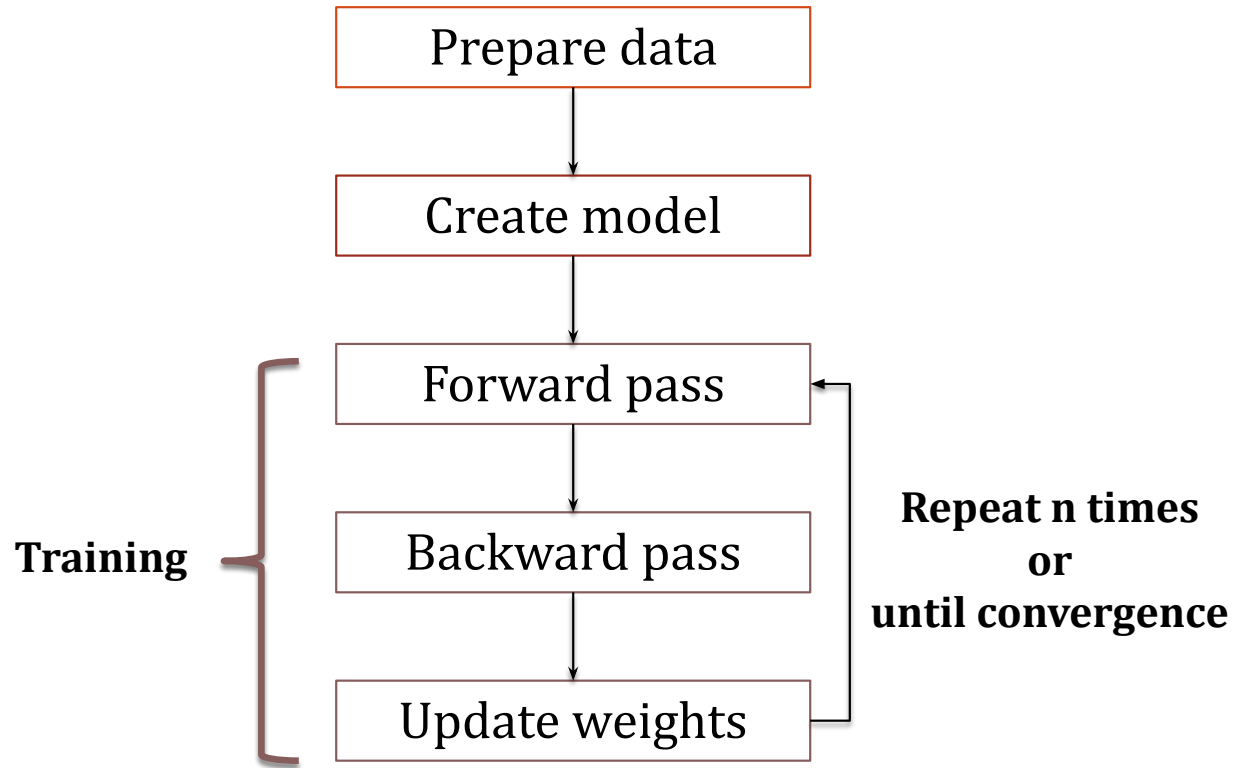 Prepare data
Create model
Forward pass
Backward pass
Update weights
Training
Repeat n times
or
until convergence